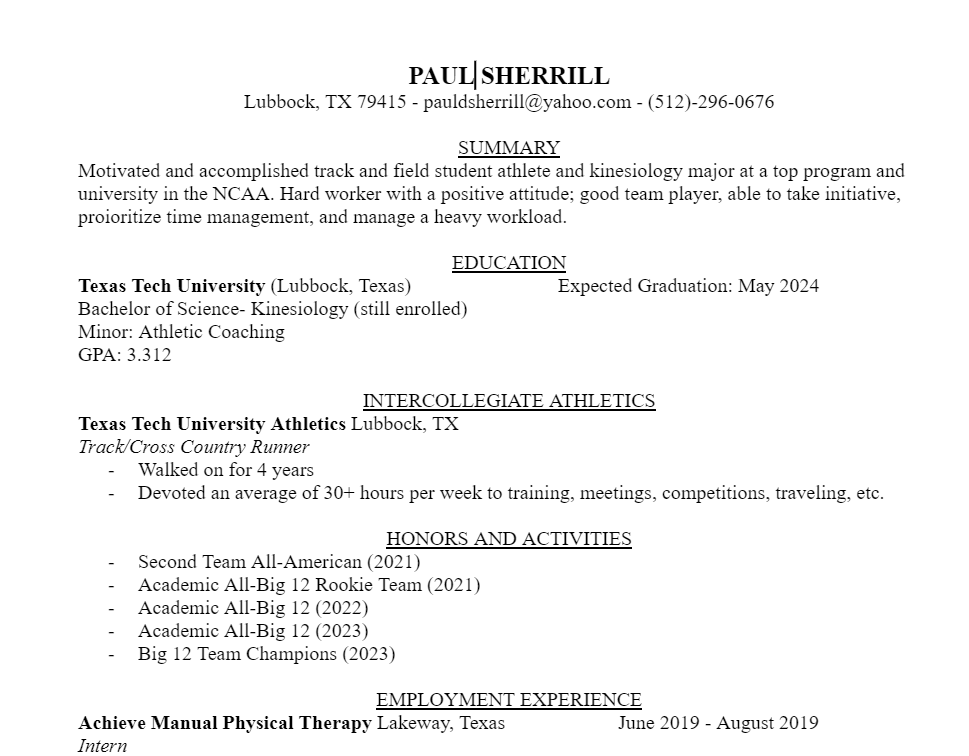 PAUL SHERRILL
Lubbock, TX 79415 - pauldsherrill@yahoo.com - (512)-296-0676
SUMMARY
Motivated and accomplished track and field student athlete and kinesiology major at a top program and
university in the NCAA. Hard worker with a positive attitude; good team player, able to take initiative,
proioritize time management, and manage a heavy workload.
EDUCATION
Texas Tech University (Lubbock, Texas) Expected Graduation: May 2024
Bachelor of Science- Kinesiology (still enrolled)
Minor: Athletic Coaching
GPA: 3.312
INTERCOLLEGIATE ATHLETICS
Texas Tech University Athletics Lubbock, TX
Track/Cross Country Runner
- Walked on for 4 years
- Devoted an average of 30+ hours per week to training, meetings, competitions, traveling, etc.
HONORS AND ACTIVITIES
- Second Team All-American (2021)
- Academic All-Big 12 Rookie Team (2021)
- Academic All-Big 12 (2022)
- Academic All-Big 12 (2023)
- Big 12 Team Champions (2023)
EMPLOYMENT EXPERIENCE
Achieve Manual Physical Therapy Lakeway, Texas June 2019 - August 2019
Intern